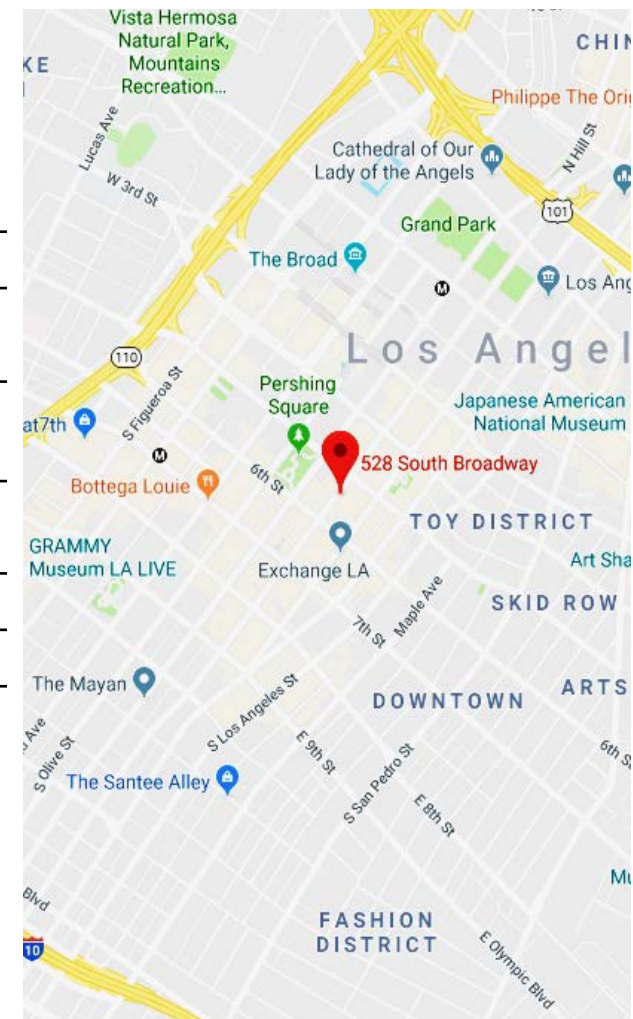 Vista Hermosa
Natural Park,
Mountains
Recreation...
CHIN
KE
Philippe The Orig
Lucas Ave
N Hill St
Cathedral of Our
Lady of the Angels
W 3rd St
101
Grand Park
The Broad
M
Los Ang
Los Angel
110
S Figueroa St
Pershing
Square
Japanese American
National Museum
at7th
M
528 South Broadway
6th St
Bottega Louie
TOY DISTRICT
GRAMMY
Museum LA LIVE
Exchange LA
Art Sha
Maple Ave
SKID ROW
7th St
The Mayan
ARTS
DOWNTOWN
S Los Angeles St
Ave
S Olive St
E 9th St
6th S
The Santee Alley
S San Pedro St
E 8th St
Mu
Blvd
FASHION
DISTRICT
10
E Olympic Blvd